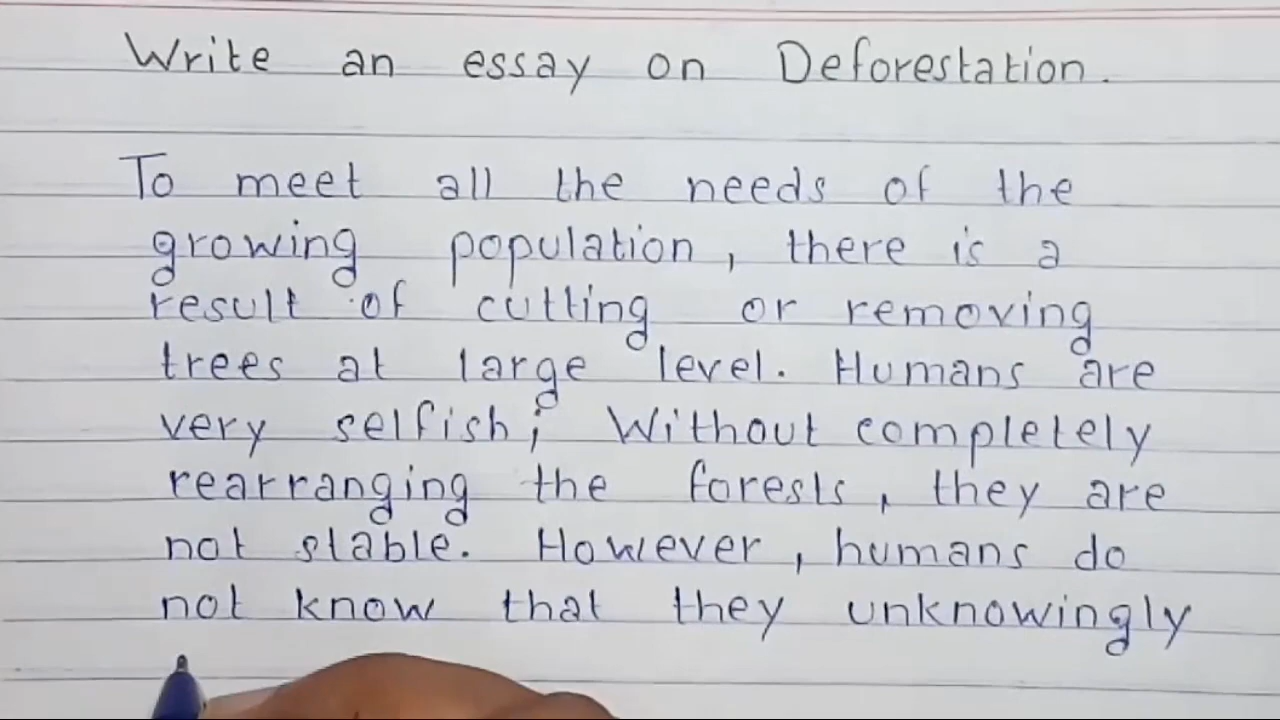 Write an essay on Deforestation.
To meet all the needs of the
growing population, there is a
result of cutting or removing
trees at large level. Humans are
very selfish; Without completely
rearranging the forests, they are
not stable. However, humans do
not know that they unknowingly